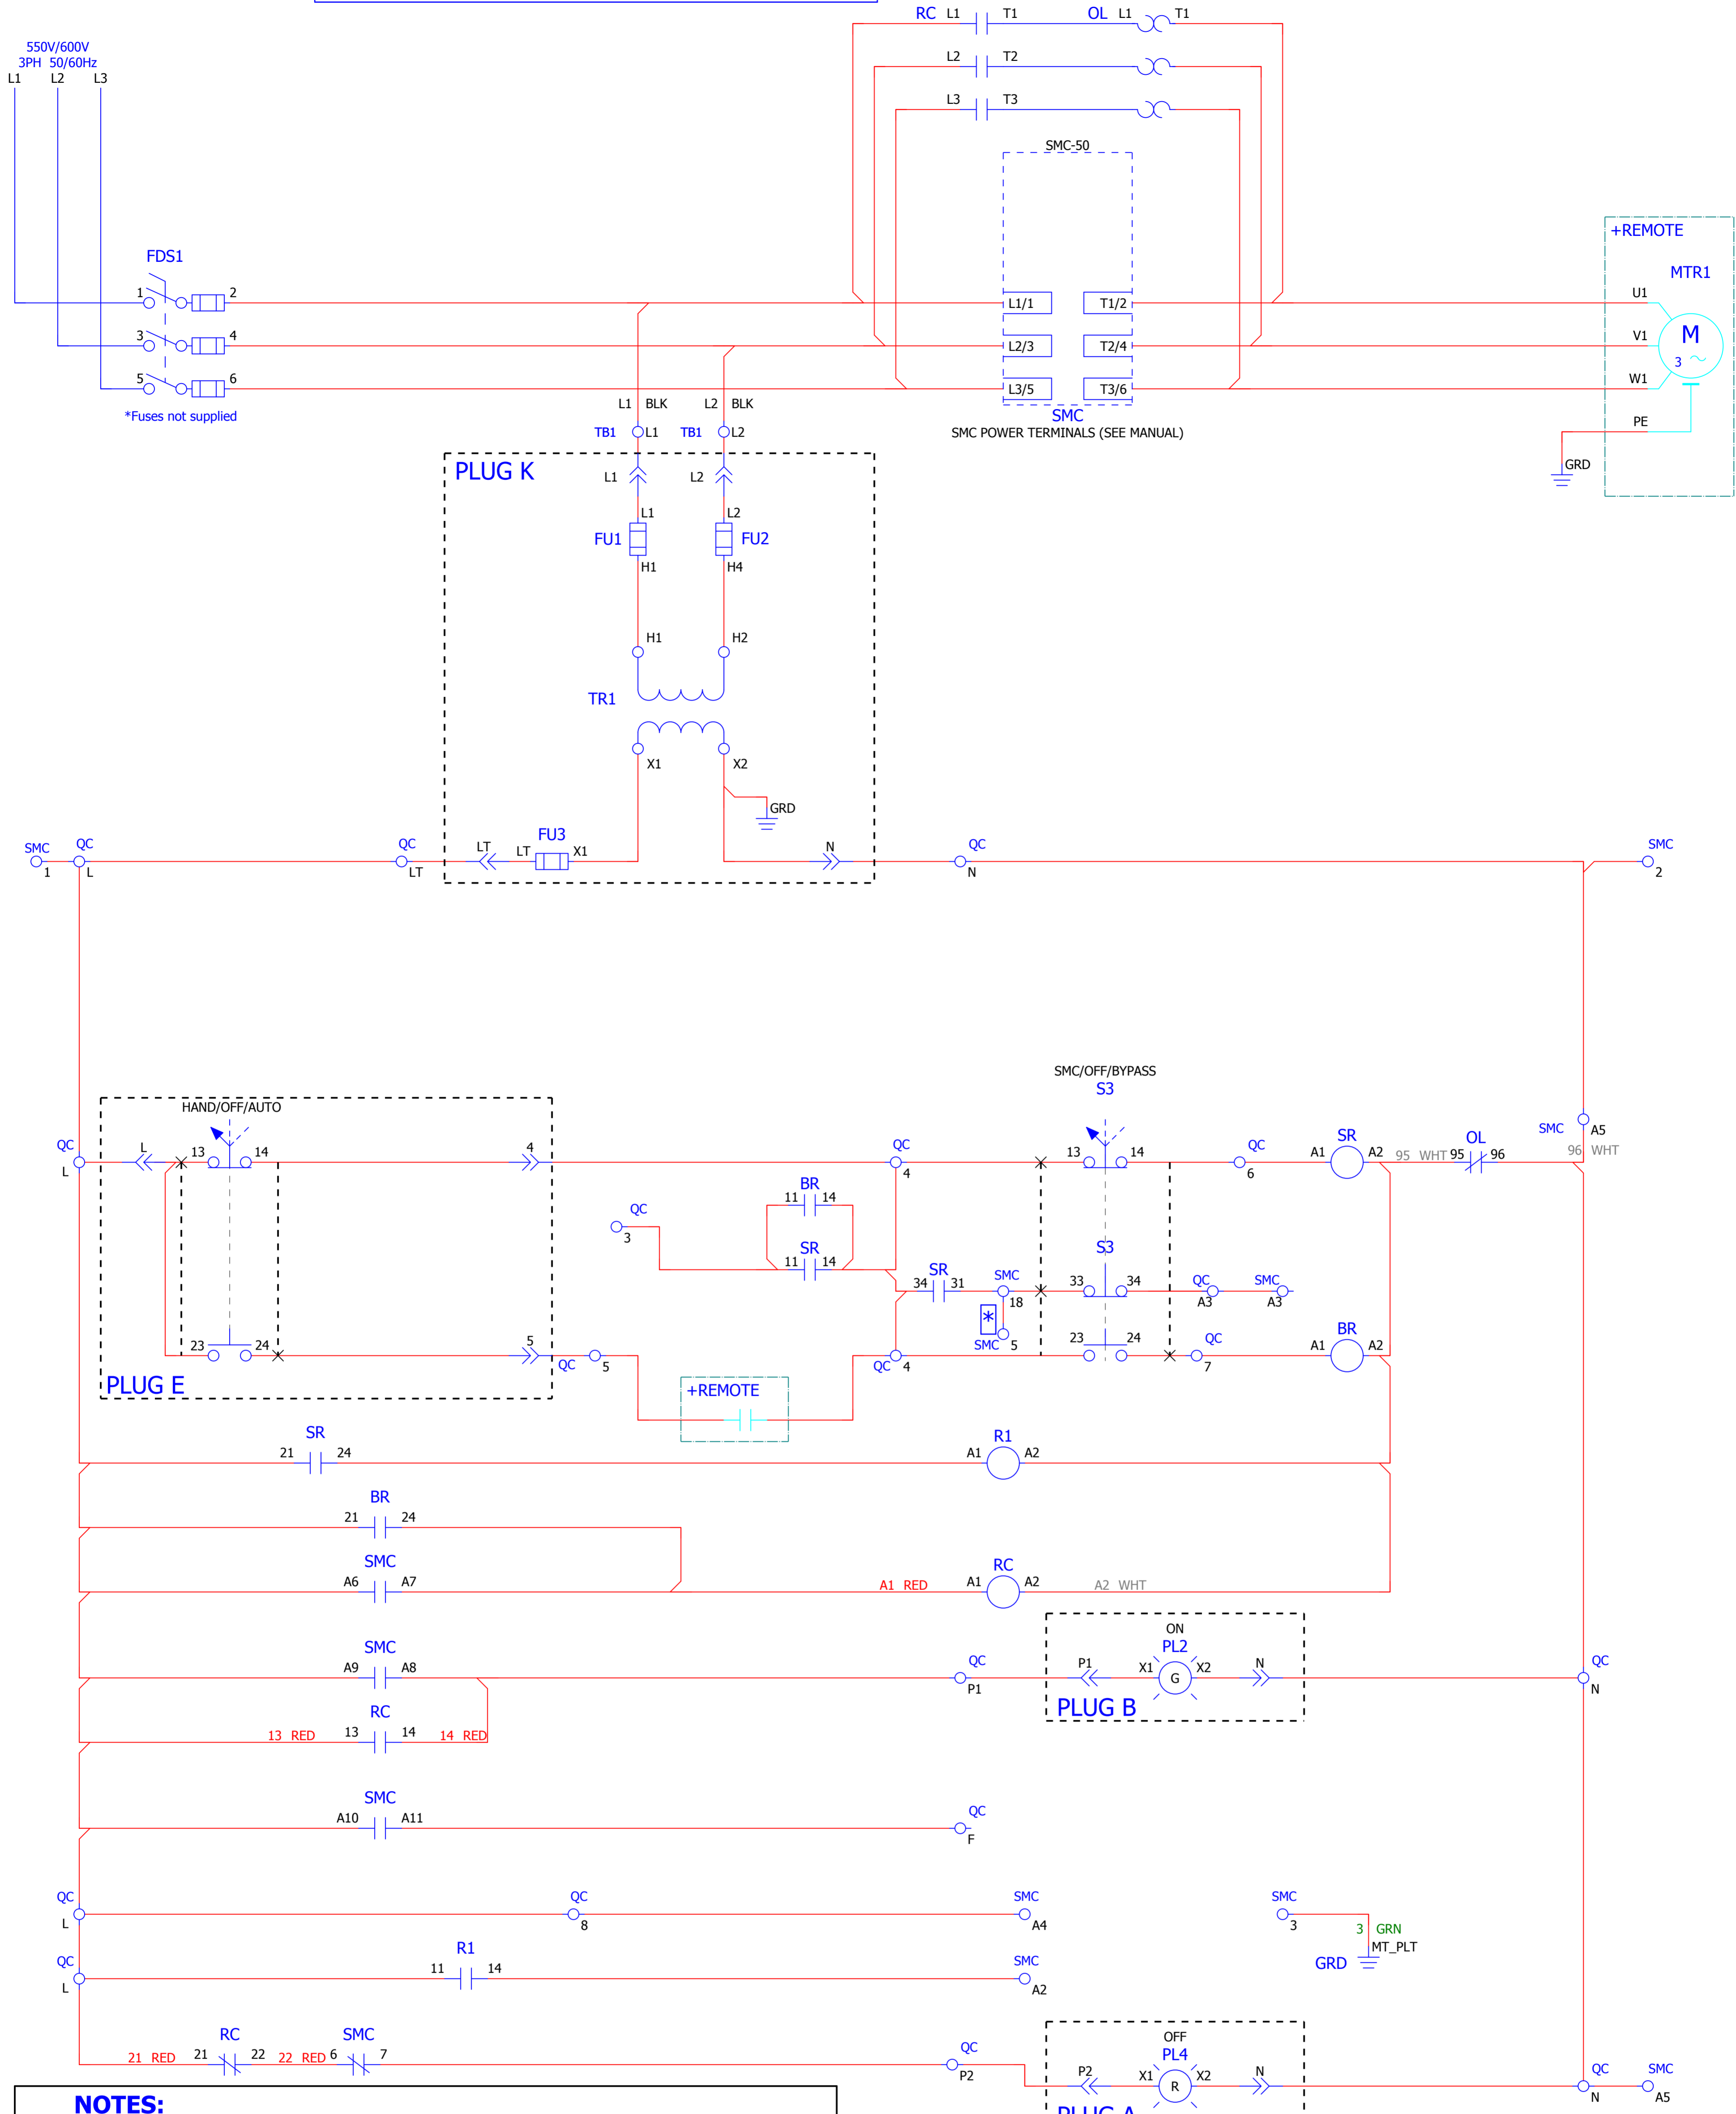 RC L1 T1 OL L1 T1
550V/600V
3PH 50/60Hz
L1 L2 L3
L2 T2
L3 T3
SMC-50
+REMOTE
MTR1
FDS1
1 2
L1/1 T1/2
U1
3 4
L2/3 T2/4
V1
M
3
5 6
L3/5 T3/6
W1
*Fuses not supplied
L1 BLK L2 BLK
SMC
PE
TB1 L1 TB1 L2
SMC POWER TERMINALS (SEE MANUAL)
GRD
PLUG K
L1 L2
L1 L2
FU1 FU2
H1 H4
H1 H2
TR1
X1 X2
GRD
FU3
SMC QC QC LT LT X1 N QC SMC
1 L LT N 2
SMC/OFF/BYPASS
S3
HAND/OFF/AUTO
SMC A5
QC L 13 14 4 QC 13 14 QC SR OL
A1 A2 95 WHT 95 96 96 WHT
L 4 6
BR
11 14
QC
3
SR
11 14
S3
SR
34 31 SMC 33 34 QC SMC
18 A3 A3
*
SMC 5
23 24 5 23 24 QC BR
A1 A2
QC 5 QC 4 7
PLUG E
+REMOTE
SR
21 24
R1
A1 A2
BR
21 24
SMC
A6 A7
RC
A1 RED A1 A2 A2 WHT
ON
PL2
SMC
A9 A8
QC P1 X1 G X2 N QC
P1 N
PLUG B
RC
13 RED 13 14 14 RED
SMC
A10 A11
QC
F
QC QC SMC SMC
L 8 A4 3
3 GRN
MT_PLT
GRD
QC R1 SMC
11 14
L A2
OFF
PL4
RC SMC
21 RED 21 22 22 RED 6 7
QC
P2
P2 X1 R X2 N QC SMC
N A5
PLUG A
NOTES: